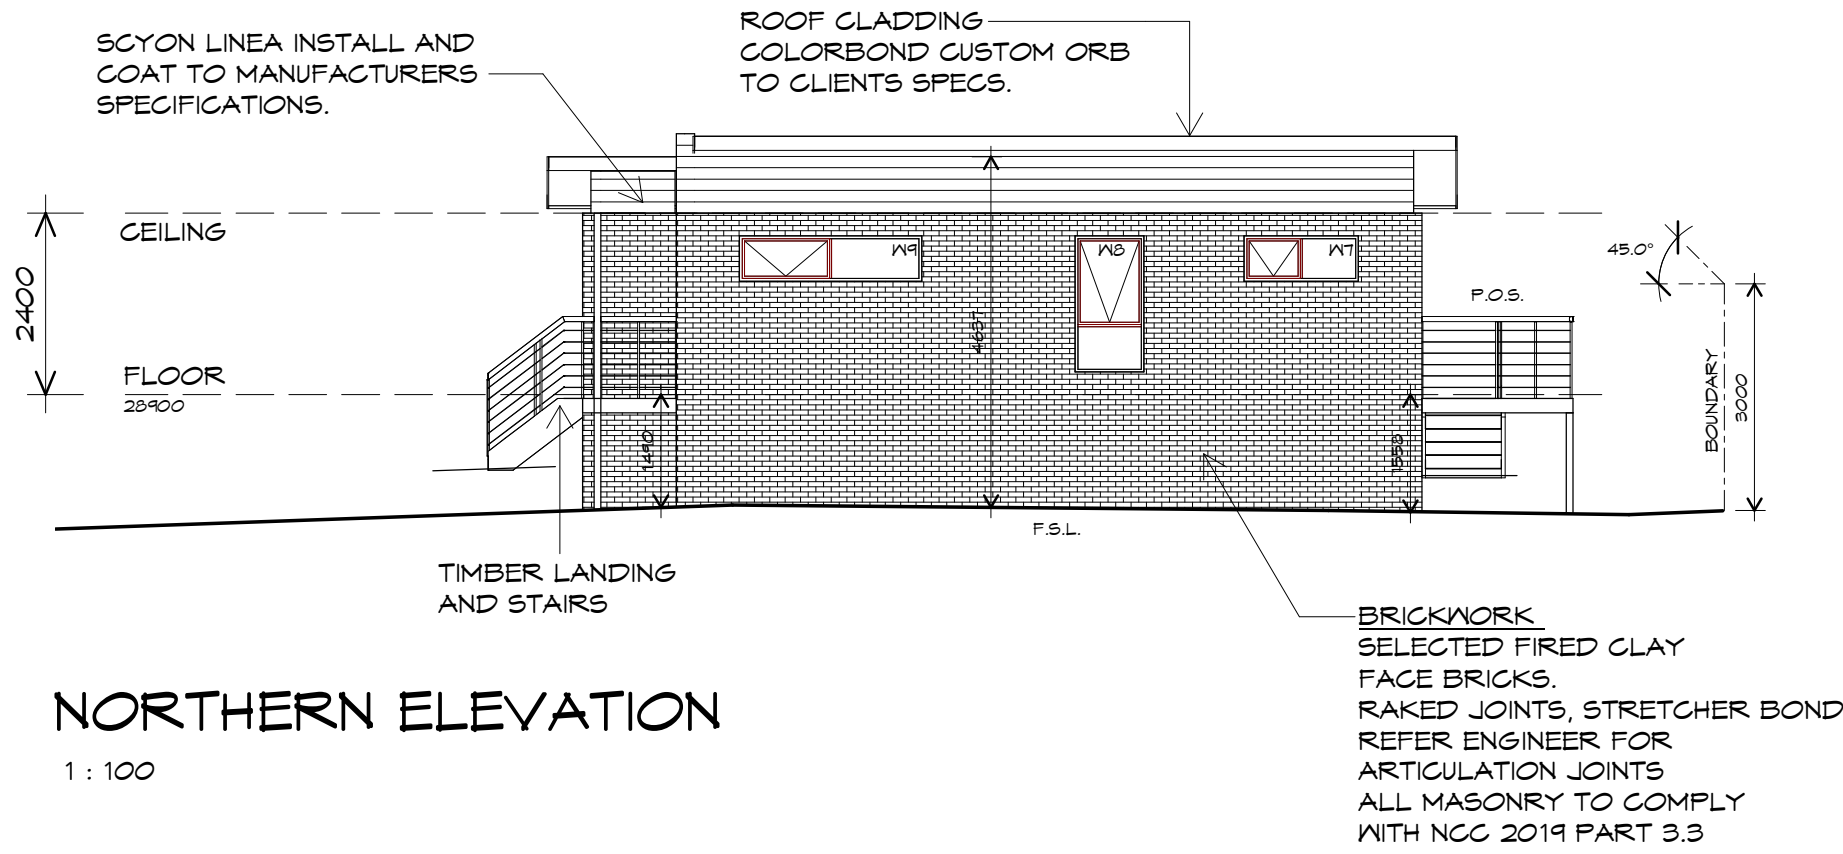 SCYON LINEA INSTALL AND
COAT TO MANUFACTURERS
SPECIFICATIONS.
ROOF CLADDING
COLORBOND CUSTOM ORB
TO CLIENTS SPECS.
CEILING
2400
FLOOR
28900
W9
W8
W7
4637
1490
1558
45.0°
P.O.S.
BOUNDARY
3000
F.S.L.
TIMBER LANDING
AND STAIRS
BRICKWORK
SELECTED FIRED CLAY
FACE BRICKS.
RAKED JOINTS, STRETCHER BOND
REFER ENGINEER FOR
ARTICULATION JOINTS
ALL MASONRY TO COMPLY
WITH NCC 2019 PART 3.3
NORTHERN ELEVATION
1 : 100